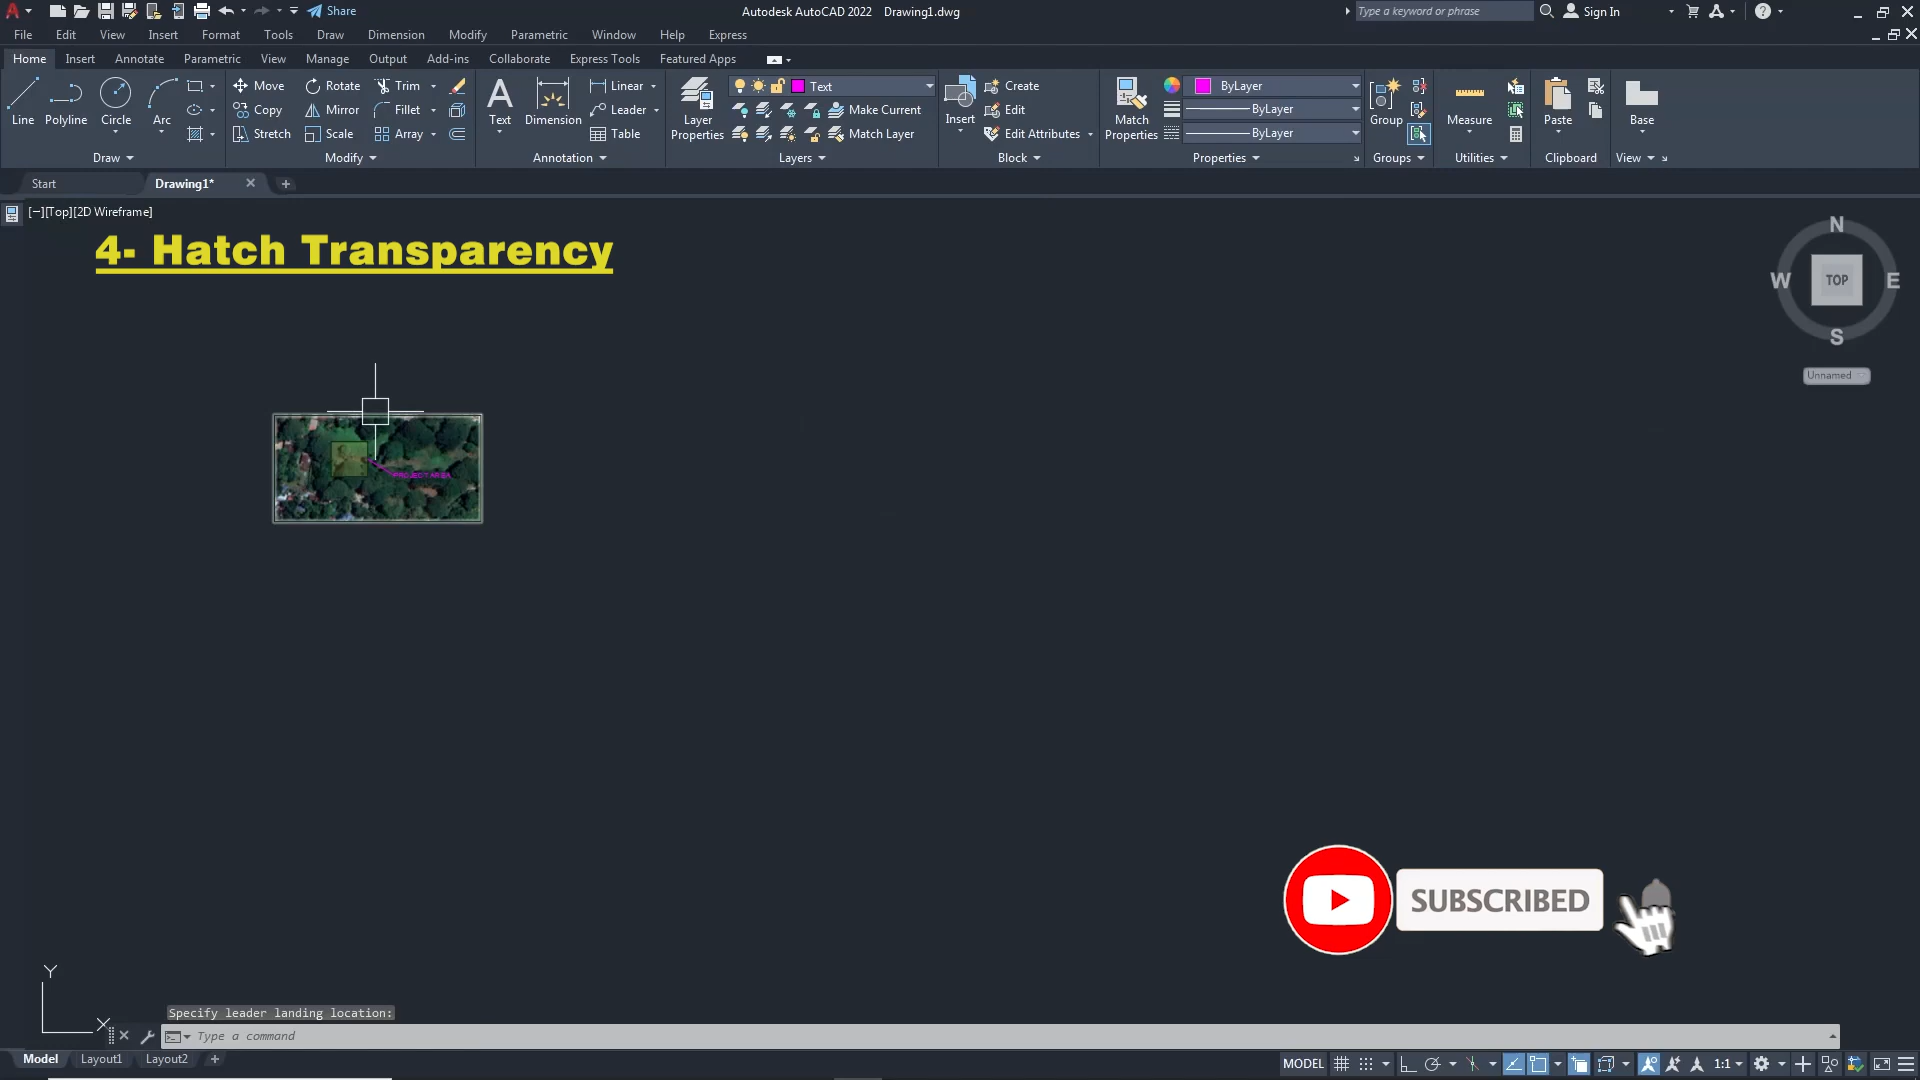 Share
Autodesk AutoCAD 2022 Drawing1.dwg
Type a keyword or phrase
Sign In
File Edit View Insert Format Tools Draw Dimension Modify Parametric Window Help Express
Home Insert Annotate Parametric View Manage Output Add-ins Collaborate Express Tools Featured Apps
Line Polyline Circle Arc
Move Rotate Trim
Copy Mirror Fillet
Stretch Scale Array
Text Dimension
Linear
Leader
Table
Layer Properties
Text
Make Current
Match Layer
Insert
Create
Edit
Edit Attributes
Match Properties
ByLayer
ByLayer
ByLayer
Group
Measure
Paste
Base
Draw Modify Annotation Layers Block Properties Groups Utilities Clipboard View
Start Drawing1*
[−][Top][2D Wireframe]
4- Hatch Transparency
N
W TOP E
S
Unnamed
PROJECT AREA
SUBSCRIBED
Y
X
Specify leader landing location:
Type a command
Model Layout1 Layout2
MODEL 1:1